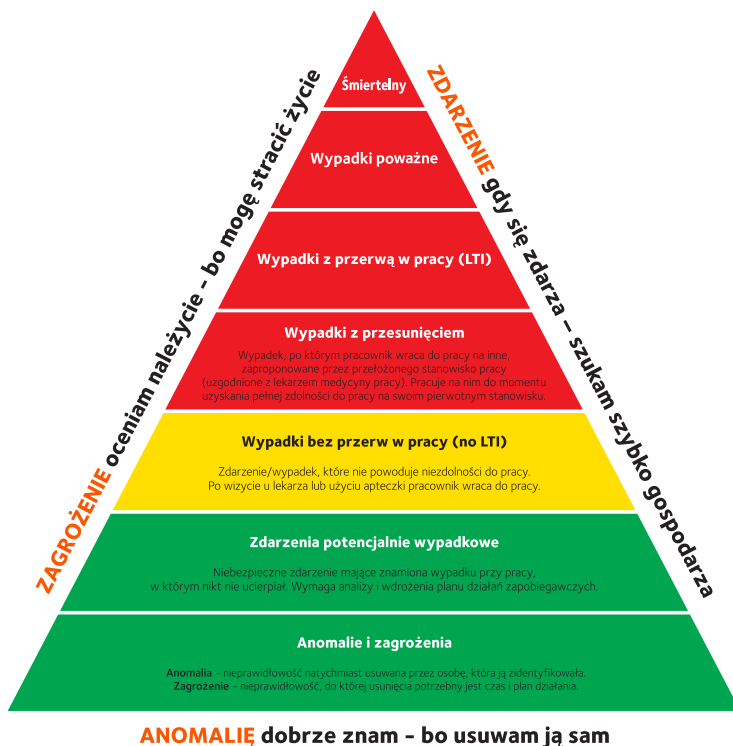 Śmiertelny
Wypadki poważne
Wypadki z przerwą w pracy (LTI)
Wypadki z przesunięciem
Wypadek, po którym pracownik wraca do pracy na inne,
zaproponowane przez przełożonego stanowisko pracy
(uzgodnione z lekarzem medycyny pracy). Pracuje na nim do momentu
uzyskania pełnej zdolności do pracy na swoim pierwotnym stanowisku.
Wypadki bez przerw w pracy (no LTI)
Zdarzenie/wypadek, które nie powoduje niezdolności do pracy.
Po wizycie u lekarza lub użyciu apteczki pracownik wraca do pracy.
Zdarzenia potencjalnie wypadkowe
Niebezpieczne zdarzenie mające znamiona wypadku przy pracy,
w którym nikt nie ucierpiał. Wymaga analizy i wdrożenia planu działań zapobiegawczych.
Anomalie i zagrożenia
Anomalia – nieprawidłowość natychmiast usuwana przez osobę, która ją zidentyfikowała.
Zagrożenie – nieprawidłowość, do której usunięcia potrzebny jest czas i plan działania.
ZAGROŻENIE oceniam należycie – bo mogę stracić życie
ZDARZENIE gdy się zdarza – szukam szybko gospodarza
ANOMALIĘ dobrze znam – bo usuwam ją sam